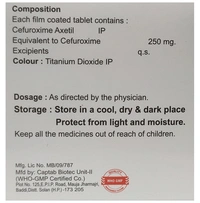 Composition
Each film coated tablet contains :
Cefuroxime Axetil IP
Equivalent to Cefuroxime 250 mg.
Excipients q.s.
Colour : Titanium Dioxide IP
Dosage : As directed by the physician.
Storage : Store in a cool, dry & dark place
Protect from light and moisture.
Keep all the medicines out of reach of children.
Mfg. Lic No. MB/09/787
Mfd. by : Captab Biotec Unit-II
(WHO-GMP Certified Co.)
Plot No. 125, E.P.I.P. Road, Mauja Jharmajri,
Baddi, Distt. Solan (H.P.) -173 205